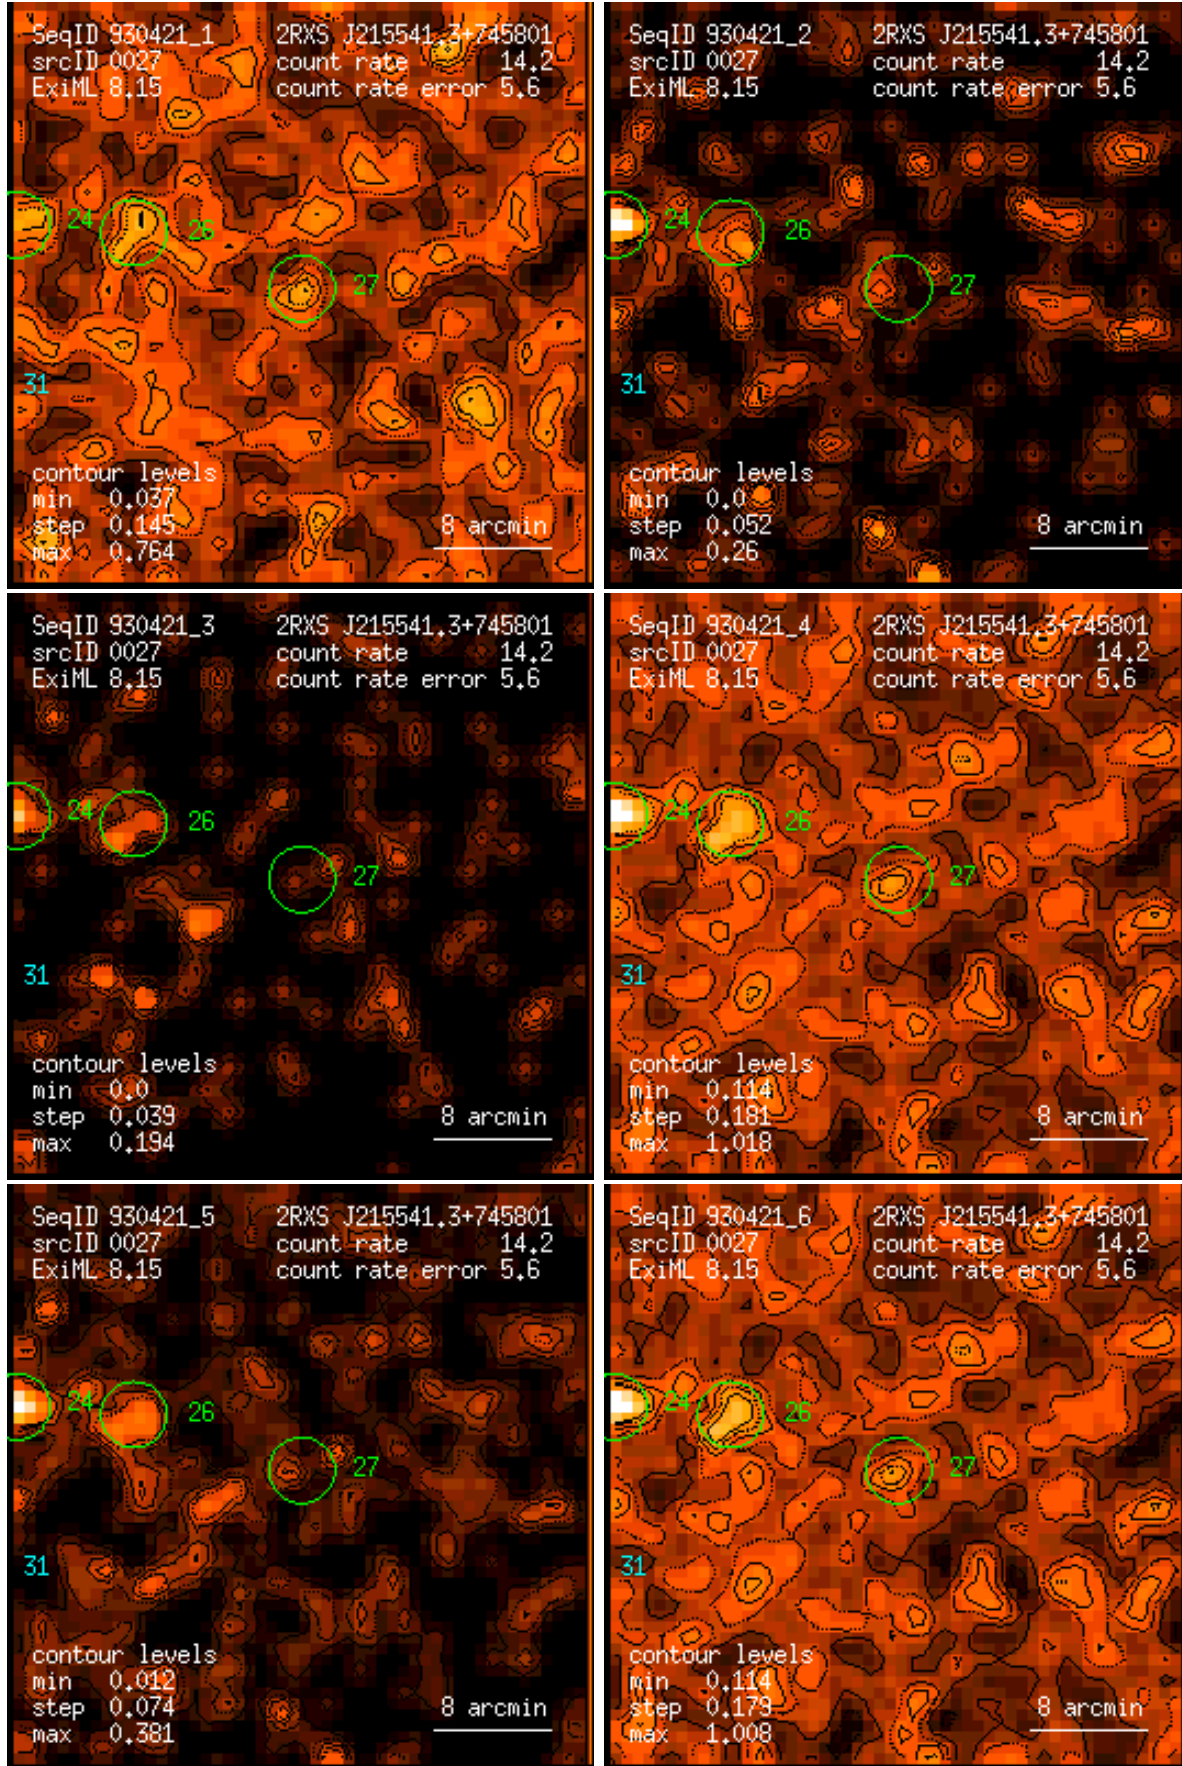 SeqID 930421_1 2RXS J215541.3+745801
srcID 0027 count rate 14.2
ExiML 8.15 count rate error 5.6
24 26
27
31
contour levels
min 0.037
step 0.145 8 arcmin
max 0.764
SeqID 930421_2 2RXS J215541.3+745801
srcID 0027 count rate 14.2
ExiML 8.15 count rate error 5.6
24 26
27
31
contour levels
min 0.0
step 0.052 8 arcmin
max 0.26
SeqID 930421_3 2RXS J215541.3+745801
srcID 0027 count rate 14.2
ExiML 8.15 count rate error 5.6
24 26
27
31
contour levels
min 0.0
step 0.039 8 arcmin
max 0.194
SeqID 930421_4 2RXS J215541.3+745801
srcID 0027 count rate 14.2
ExiML 8.15 count rate error 5.6
24 26
27
31
contour levels
min 0.114
step 0.181 8 arcmin
max 1.018
SeqID 930421_5 2RXS J215541.3+745801
srcID 0027 count rate 14.2
ExiML 8.15 count rate error 5.6
24 26
27
31
contour levels
min 0.012
step 0.074 8 arcmin
max 0.381
SeqID 930421_6 2RXS J215541.3+745801
srcID 0027 count rate 14.2
ExiML 8.15 count rate error 5.6
24 26
27
31
contour levels
min 0.114
step 0.179 8 arcmin
max 1.008